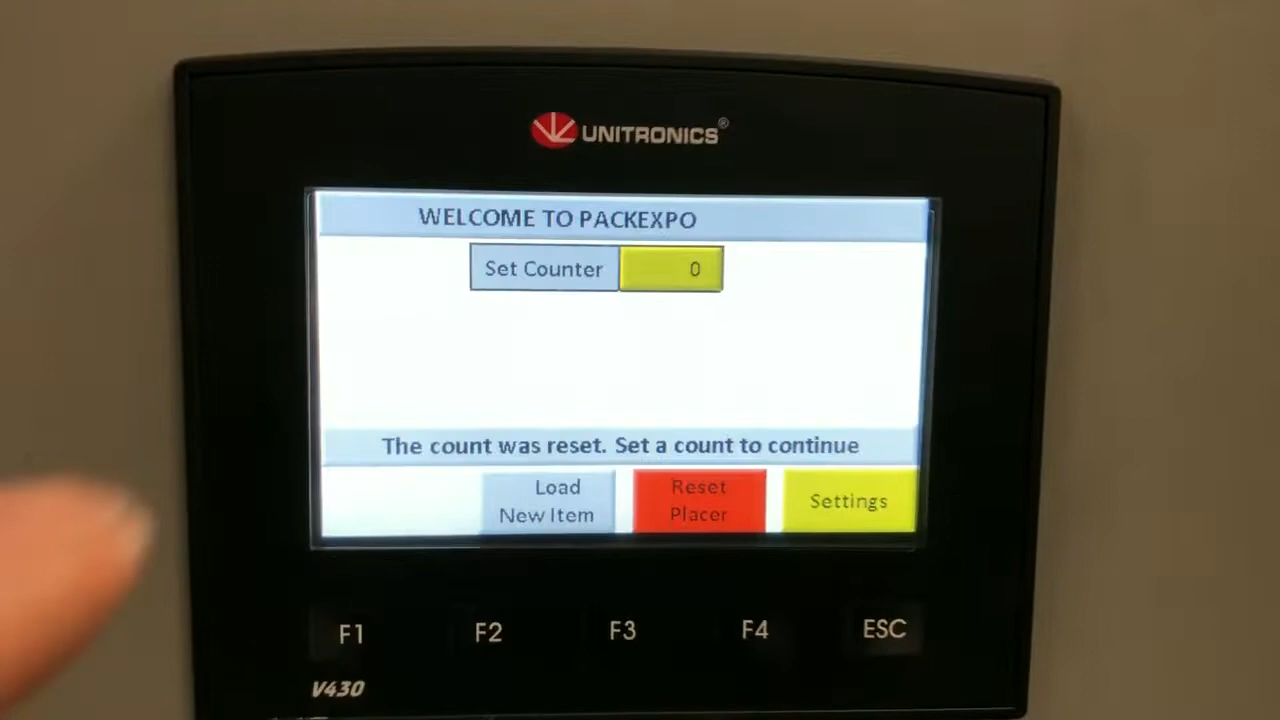 UNITRONICS®
WELCOME TO PACKEXPO
Set Counter 0
The count was reset. Set a count to continue
Load
New Item
Reset
Placer
Settings
F1 F2 F3 F4 ESC
V430